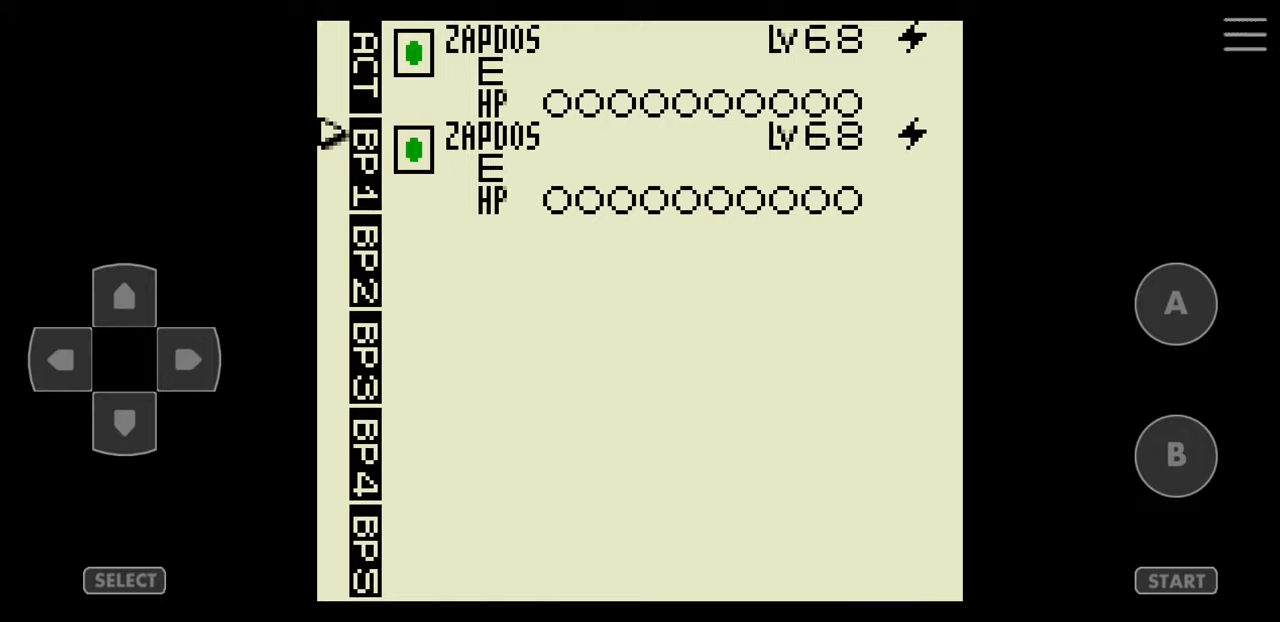 ACT
ZAPDOS Lv68
E
HP
BP1
ZAPDOS Lv68
E
HP
BP2
BP3
BP4
BP5
A
B
SELECT
START